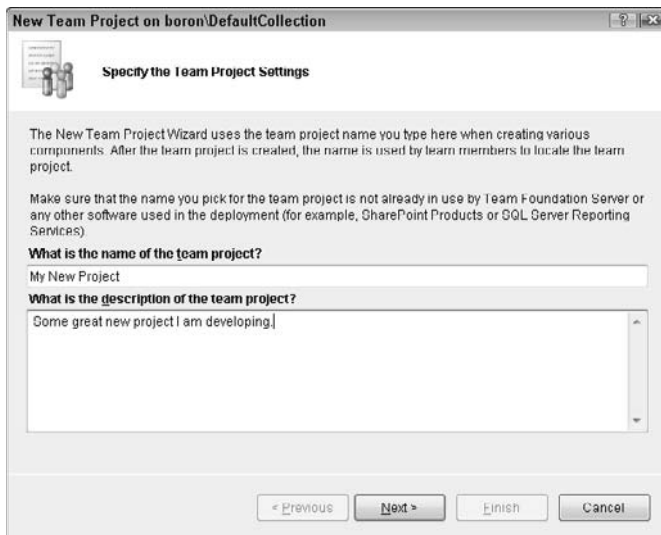 New Team Project on boron\DefaultCollection
Specify the Team Project Settings
The New Team Project Wizard uses the team project name you type here when creating various
components. After the team project is created, the name is used by team members to locate the team
project.
Make sure that the name you pick for the team project is not already in use by Team Foundation Server or
any other software used in the deployment (for example, SharePoint Products or SQL Server Reporting
Services)
What is the name of the team project?
My New Project
What is the description of the team project?
Some great new project I am developing.
< Previous
Next >
Finish
Cancel